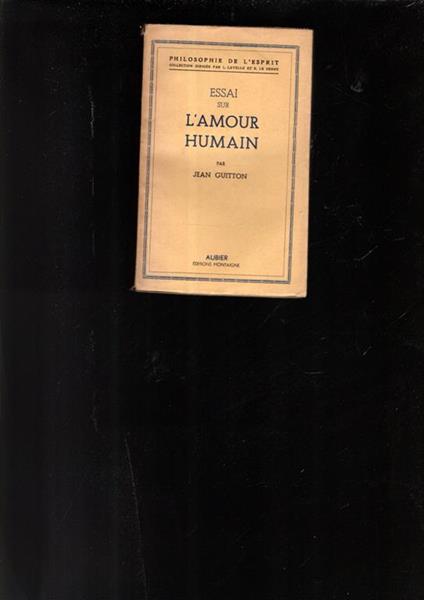 PHILOSOPHIE DE L'ESPRIT
COLLECTION DIRIGÉE PAR L. LAVELLE ET R. LE SENNE
ESSAI
SUR
L'AMOUR
HUMAIN
PAR
JEAN GUITTON
AUBIER
ÉDITIONS MONTAIGNE